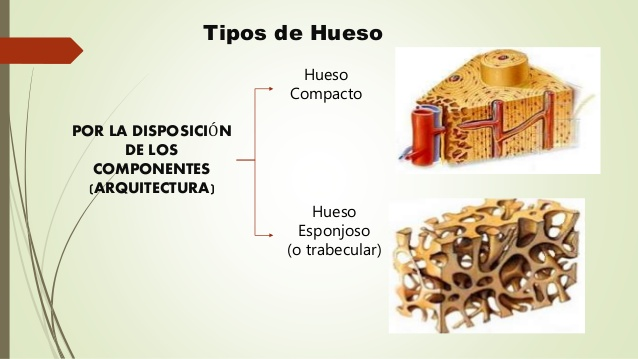 Tipos de Hueso
Hueso
Compacto
POR LA DISPOSICIÓN
DE LOS
COMPONENTES
(ARQUITECTURA)
Hueso
Esponjoso
(o trabecular)